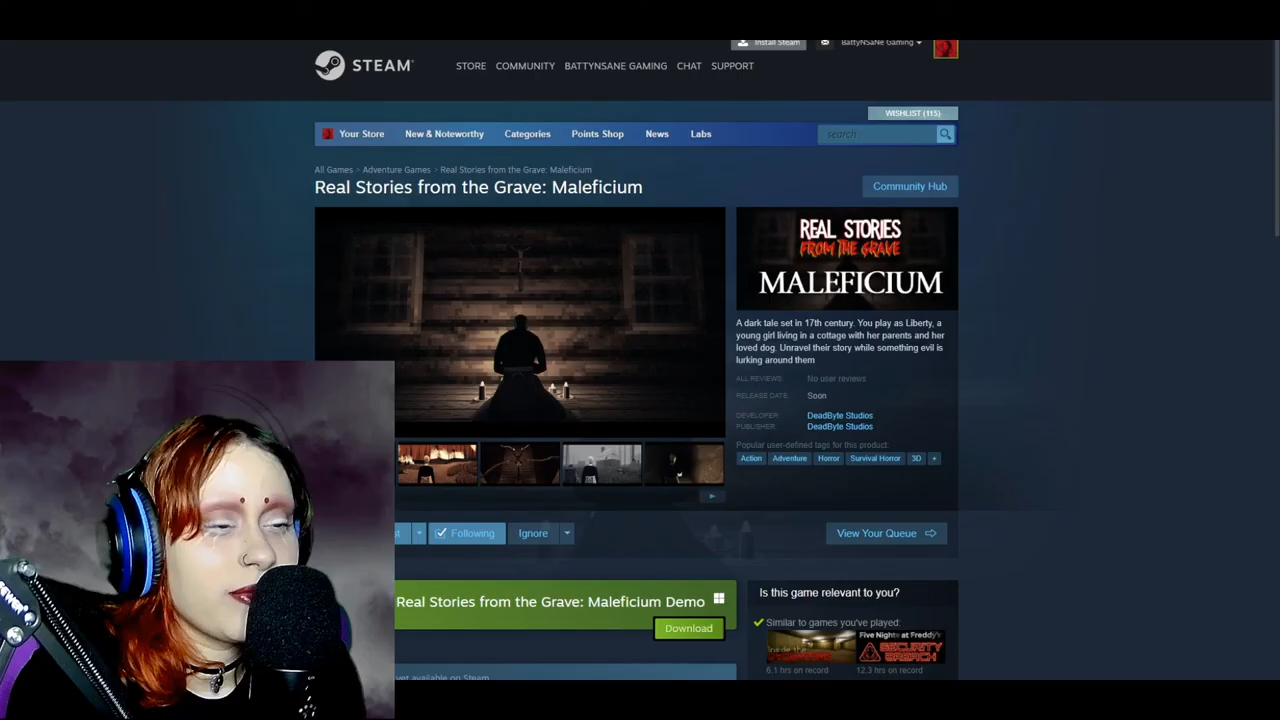 Install Steam
BattyNSaNe Gaming
STEAM
STORE
COMMUNITY
BATTYNSANE GAMING
CHAT
SUPPORT
WISHLIST (115)
Your Store
New & Noteworthy
Categories
Points Shop
News
Labs
search
All Games > Adventure Games > Real Stories from the Grave: Maleficium
Real Stories from the Grave: Maleficium
Community Hub
REAL STORIES
FROM THE GRAVE
MALEFICIUM
A dark tale set in 17th century. You play as Liberty, a
young girl living in a cottage with her parents and her
loved dog. Unravel their story while something evil is
lurking around them
ALL REVIEWS: No user reviews
RELEASE DATE: Soon
DEVELOPER: DeadByte Studios
PUBLISHER: DeadByte Studios
Popular user-defined tags for this product:
Action
Adventure
Horror
Survival Horror
3D
+
Following
Ignore
View Your Queue
Real Stories from the Grave: Maleficium Demo
Download
Is this game relevant to you?
Similar to games you've played:
Inside the
Five Nights at Freddy's
SECURITY
BREACH
6.1 hrs on record
12.3 hrs on record
yet available on Steam